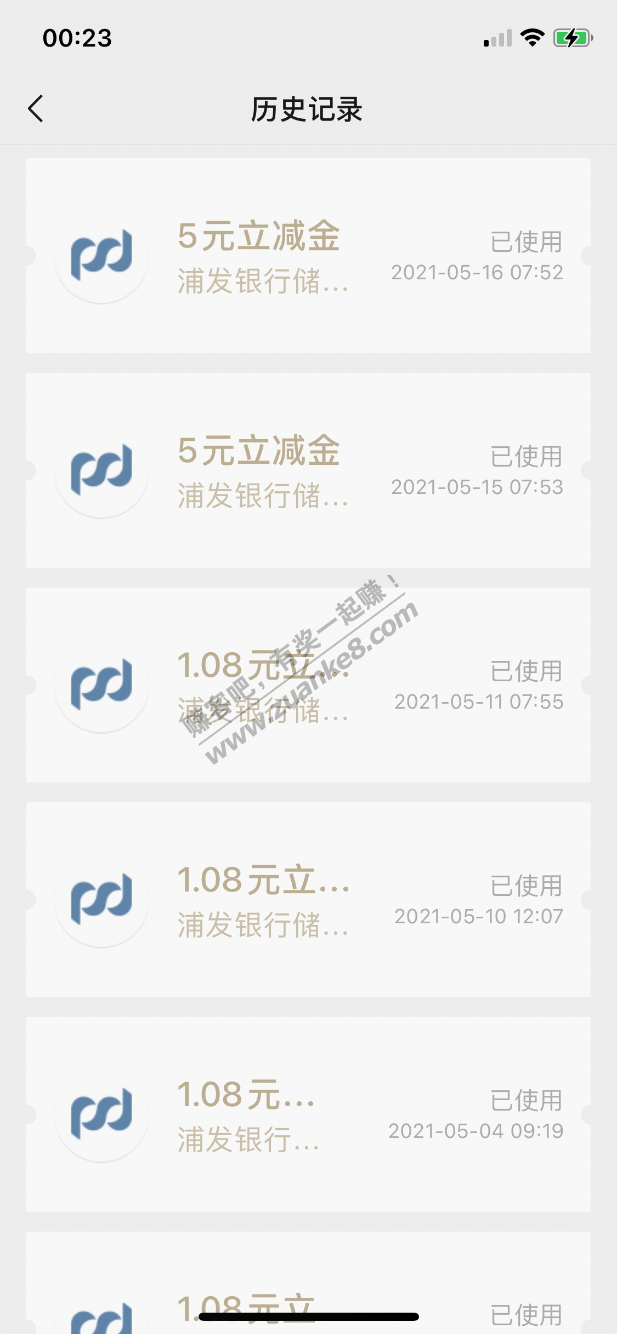 00:23
历史记录
5元立减金
已使用
浦发银行储...
2021-05-16 07:52
5元立减金
已使用
浦发银行储...
2021-05-15 07:53
1.08元立...
已使用
浦发银行储...
2021-05-11 07:55
赚客吧，有奖一起赚！
www.zuanke8.com
1.08元立...
已使用
浦发银行储...
2021-05-10 12:07
1.08元...
已使用
浦发银行...
2021-05-04 09:19
1.08元立
已使用